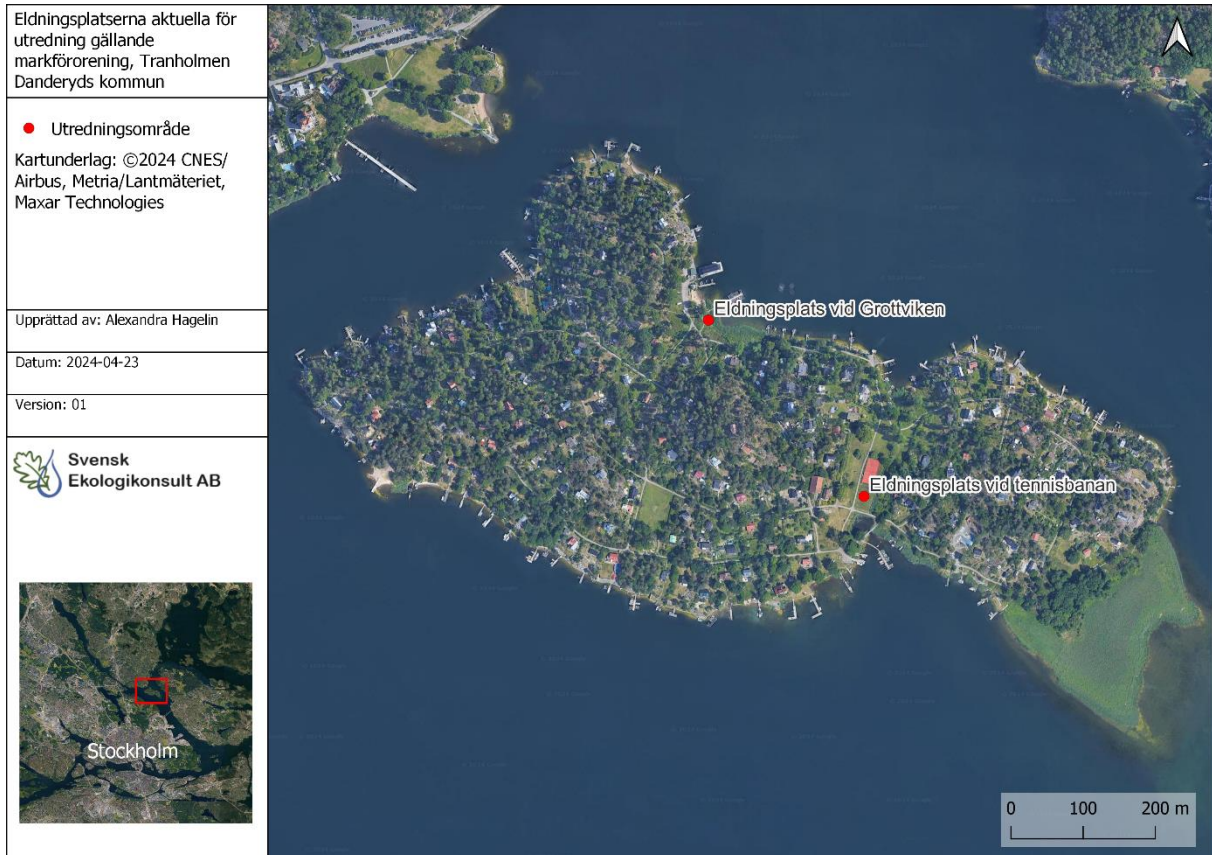 Eldningsplatserna aktuella för
utredning gällande
markförorening, Tranholmen
Danderyds kommun
Utredningsområde
Kartunderlag: ©2024 CNES/
Airbus, Metria/Lantmäteriet,
Maxar Technologies
Upprättad av: Alexandra Hagelin
Datum: 2024-04-23
Version: 01
Svensk
Ekologikonsult AB
Stockholm
Eldningsplats vid Grottviken
Eldningsplats vid tennisbanan
0 100 200 m